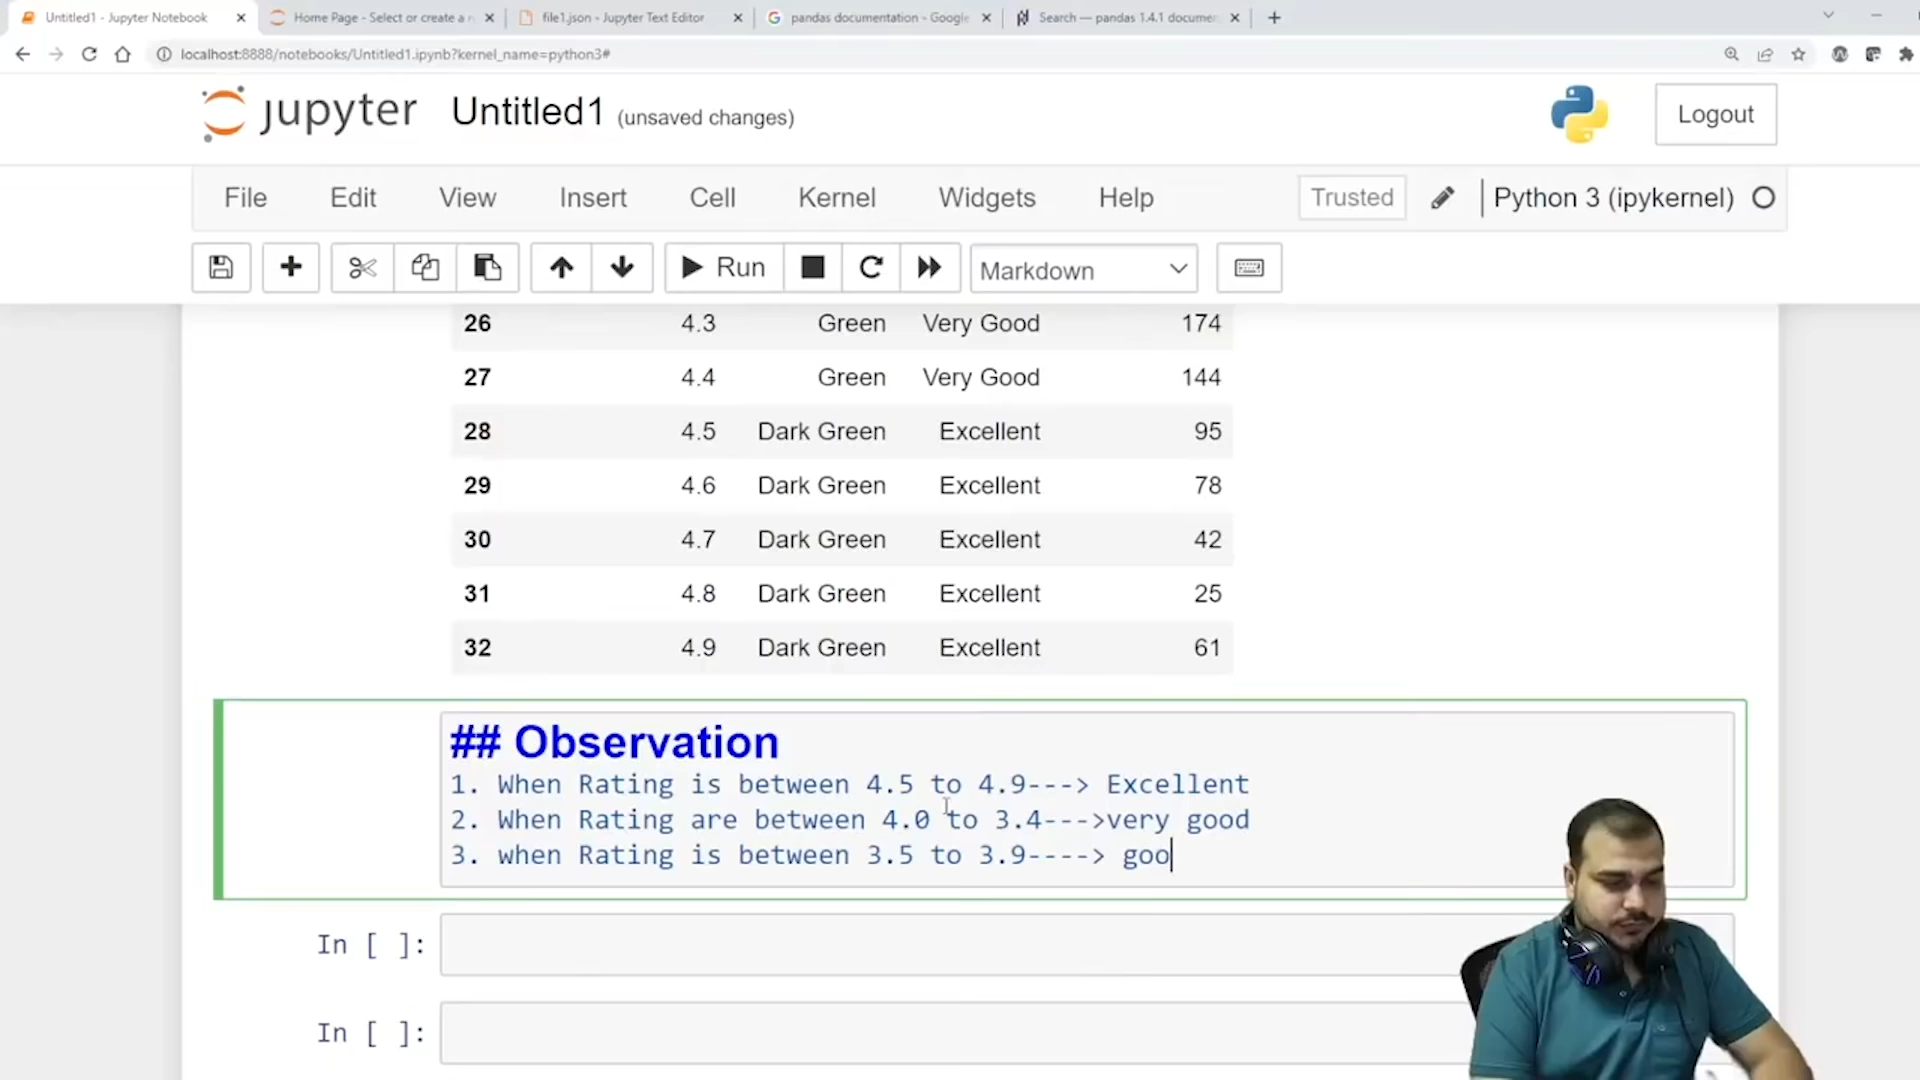 Untitled1 - Jupyter Notebook
Home Page - Select or create a n
file1.json - Jupyter Text Editor
pandas documentation - Google
Search — pandas 1.4.1 documen
localhost:8888/notebooks/Untitled1.ipynb?kernel_name=python3#
jupyter Untitled1 (unsaved changes)
Logout
File Edit View Insert Cell Kernel Widgets Help Trusted Python 3 (ipykernel)
Run Markdown
26 4.3 Green Very Good 174
27 4.4 Green Very Good 144
28 4.5 Dark Green Excellent 95
29 4.6 Dark Green Excellent 78
30 4.7 Dark Green Excellent 42
31 4.8 Dark Green Excellent 25
32 4.9 Dark Green Excellent 61
## Observation
1. When Rating is between 4.5 to 4.9---> Excellent
2. When Rating are between 4.0 to 3.4--->very good
3. when Rating is between 3.5 to 3.9----> goo
In [ ]:
In [ ]: